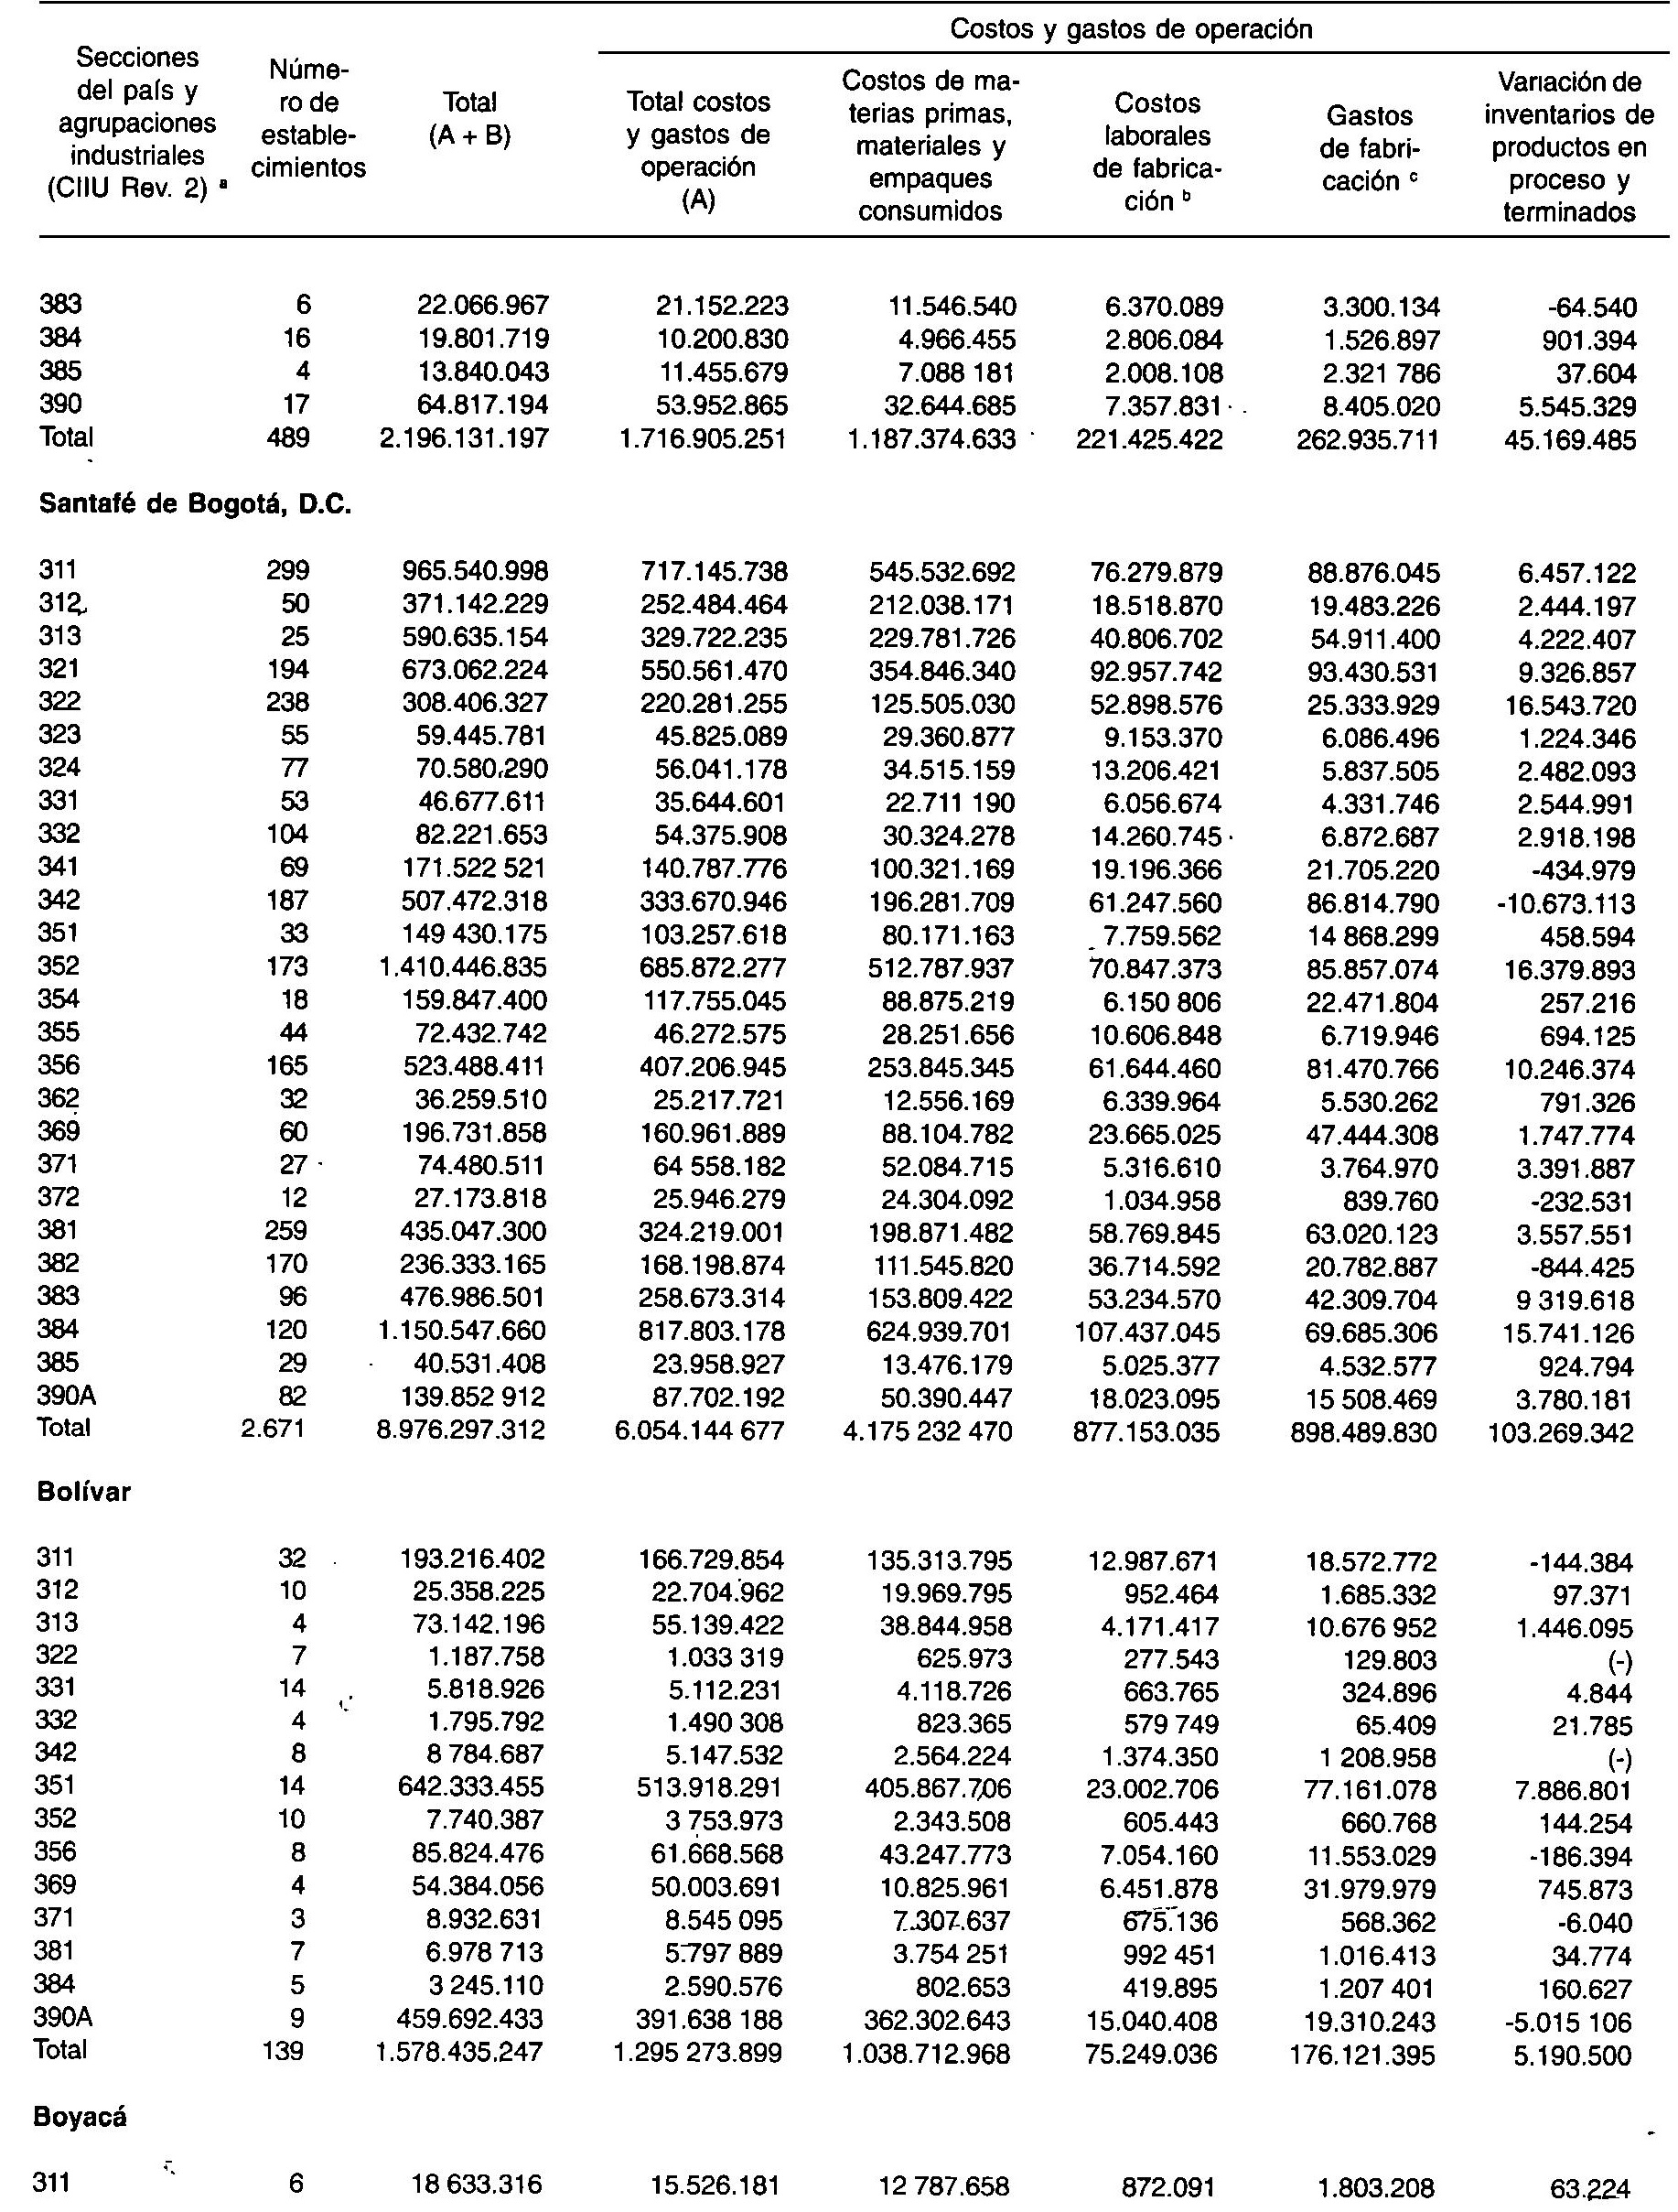 Costos y gastos de operación
Secciones del país y agrupaciones industriales (CIIU Rev. 2) a
Núme- ro de estable- cimientos
Total (A + B)
Total costos y gastos de operación (A)
Costos de ma- terias primas, materiales y empaques consumidos
Costos laborales de fabrica- ción b
Gastos de fabri- cación c
Variación de inventarios de productos en proceso y terminados
383 6 22.066.967 21.152.223 11.546.540 6.370.089 3.300.134 -64.540
384 16 19.801.719 10.200.830 4.966.455 2.806.084 1.526.897 901.394
385 4 13.840.043 11.455.679 7.088 181 2.008.108 2.321 786 37.604
390 17 64.817.194 53.952.865 32.644.685 7.357.831 8.405.020 5.545.329
Total 489 2.196.131.197 1.716.905.251 1.187.374.633 221.425.422 262.935.711 45.169.485
Santafé de Bogotá, D.C.
311 299 965.540.998 717.145.738 545.532.692 76.279.879 88.876.045 6.457.122
312 50 371.142.229 252.484.464 212.038.171 18.518.870 19.483.226 2.444.197
313 25 590.635.154 329.722.235 229.781.726 40.806.702 54.911.400 4.222.407
321 194 673.062.224 550.561.470 354.846.340 92.957.742 93.430.531 9.326.857
322 238 308.406.327 220.281.255 125.505.030 52.898.576 25.333.929 16.543.720
323 55 59.445.781 45.825.089 29.360.877 9.153.370 6.086.496 1.224.346
324 77 70.580.290 56.041.178 34.515.159 13.206.421 5.837.505 2.482.093
331 53 46.677.611 35.644.601 22.711 190 6.056.674 4.331.746 2.544.991
332 104 82.221.653 54.375.908 30.324.278 14.260.745 6.872.687 2.918.198
341 69 171.522 521 140.787.776 100.321.169 19.196.366 21.705.220 -434.979
342 187 507.472.318 333.670.946 196.281.709 61.247.560 86.814.790 -10.673.113
351 33 149 430.175 103.257.618 80.171.163 7.759.562 14 868.299 458.594
352 173 1.410.446.835 685.872.277 512.787.937 70.847.373 85.857.074 16.379.893
354 18 159.847.400 117.755.045 88.875.219 6.150 806 22.471.804 257.216
355 44 72.432.742 46.272.575 28.251.656 10.606.848 6.719.946 694.125
356 165 523.488.411 407.206.945 253.845.345 61.644.460 81.470.766 10.246.374
362 32 36.259.510 25.217.721 12.556.169 6.339.964 5.530.262 791.326
369 60 196.731.858 160.961.889 88.104.782 23.665.025 47.444.308 1.747.774
371 27 74.480.511 64 558.182 52.084.715 5.316.610 3.764.970 3.391.887
372 12 27.173.818 25.946.279 24.304.092 1.034.958 839.760 -232.531
381 259 435.047.300 324.219.001 198.871.482 58.769.845 63.020.123 3.557.551
382 170 236.333.165 168.198.874 111.545.820 36.714.592 20.782.887 -844.425
383 96 476.986.501 258.673.314 153.809.422 53.234.570 42.309.704 9 319.618
384 120 1.150.547.660 817.803.178 624.939.701 107.437.045 69.685.306 15.741.126
385 29 40.531.408 23.958.927 13.476.179 5.025.377 4.532.577 924.794
390A 82 139.852 912 87.702.192 50.390.447 18.023.095 15 508.469 3.780.181
Total 2.671 8.976.297.312 6.054.144 677 4.175 232 470 877.153.035 898.489.830 103.269.342
Bolívar
311 32 193.216.402 166.729.854 135.313.795 12.987.671 18.572.772 -144.384
312 10 25.358.225 22.704.962 19.969.795 952.464 1.685.332 97.371
313 4 73.142.196 55.139.422 38.844.958 4.171.417 10.676 952 1.446.095
322 7 1.187.758 1.033 319 625.973 277.543 129.803 (-)
331 14 5.818.926 5.112.231 4.118.726 663.765 324.896 4.844
332 4 1.795.792 1.490 308 823.365 579 749 65.409 21.785
342 8 8 784.687 5.147.532 2.564.224 1.374.350 1 208.958 (-)
351 14 642.333.455 513.918.291 405.867.706 23.002.706 77.161.078 7.886.801
352 10 7.740.387 3 753.973 2.343.508 605.443 660.768 144.254
356 8 85.824.476 61.668.568 43.247.773 7.054.160 11.553.029 -186.394
369 4 54.384.056 50.003.691 10.825.961 6.451.878 31.979.979 745.873
371 3 8.932.631 8.545 095 7.307.637 675.136 568.362 -6.040
381 7 6.978 713 5.797 889 3.754 251 992 451 1.016.413 34.774
384 5 3 245.110 2.590.576 802.653 419.895 1.207 401 160.627
390A 9 459.692.433 391.638 188 362.302.643 15.040.408 19.310.243 -5.015 106
Total 139 1.578.435.247 1.295 273.899 1.038.712.968 75.249.036 176.121.395 5.190.500
Boyacá
311 6 18 633.316 15.526.181 12 787.658 872.091 1.803.208 63.224